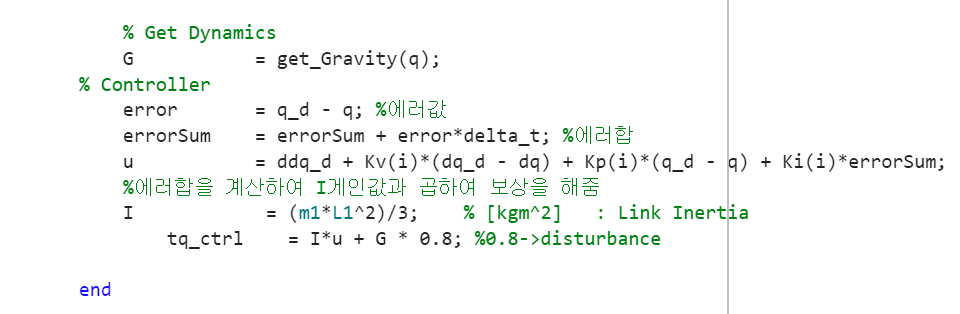 % Get Dynamics
G = get_Gravity(q);
% Controller
error = q_d - q; %에러값
errorSum = errorSum + error*delta_t; %에러합
u = ddq_d + Kv(i)*(dq_d - dq) + Kp(i)*(q_d - q) + Ki(i)*errorSum;
%에러합을 계산하여 I게인값과 곱하여 보상을 해줌
I = (m1*L1^2)/3; % [kgm^2] : Link Inertia
tq_ctrl = I*u + G * 0.8; %0.8->disturbance
end